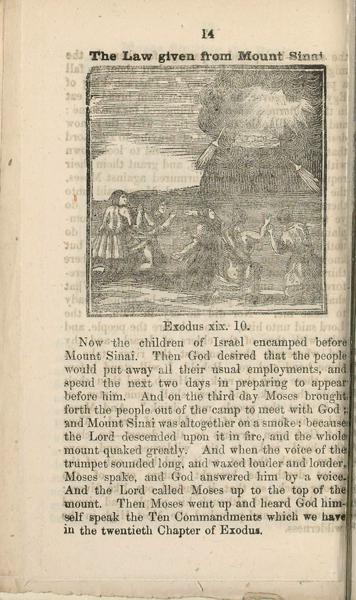 14
The Law given from Mount Sinai.
Exodus xix. 10.
Now the children of Israel encamped before
Mount Sinai. Then God desired that the people
would put away all their usual employments, and
spend the next two days in preparing to appear
before him. And on the third day Moses brought
forth the people out of the camp to meet with God;
and Mount Sinai was altogether on a smoke: because
the Lord descended upon it in fire, and the whole
mount quaked greatly. And when the voice of the
trumpet sounded long, and waxed louder and louder,
Moses spake, and God answered him by a voice.
And the Lord called Moses up to the top of the
mount. Then Moses went up and heard God him-
self speak the Ten Commandments which we have
in the twentieth Chapter of Exodus.